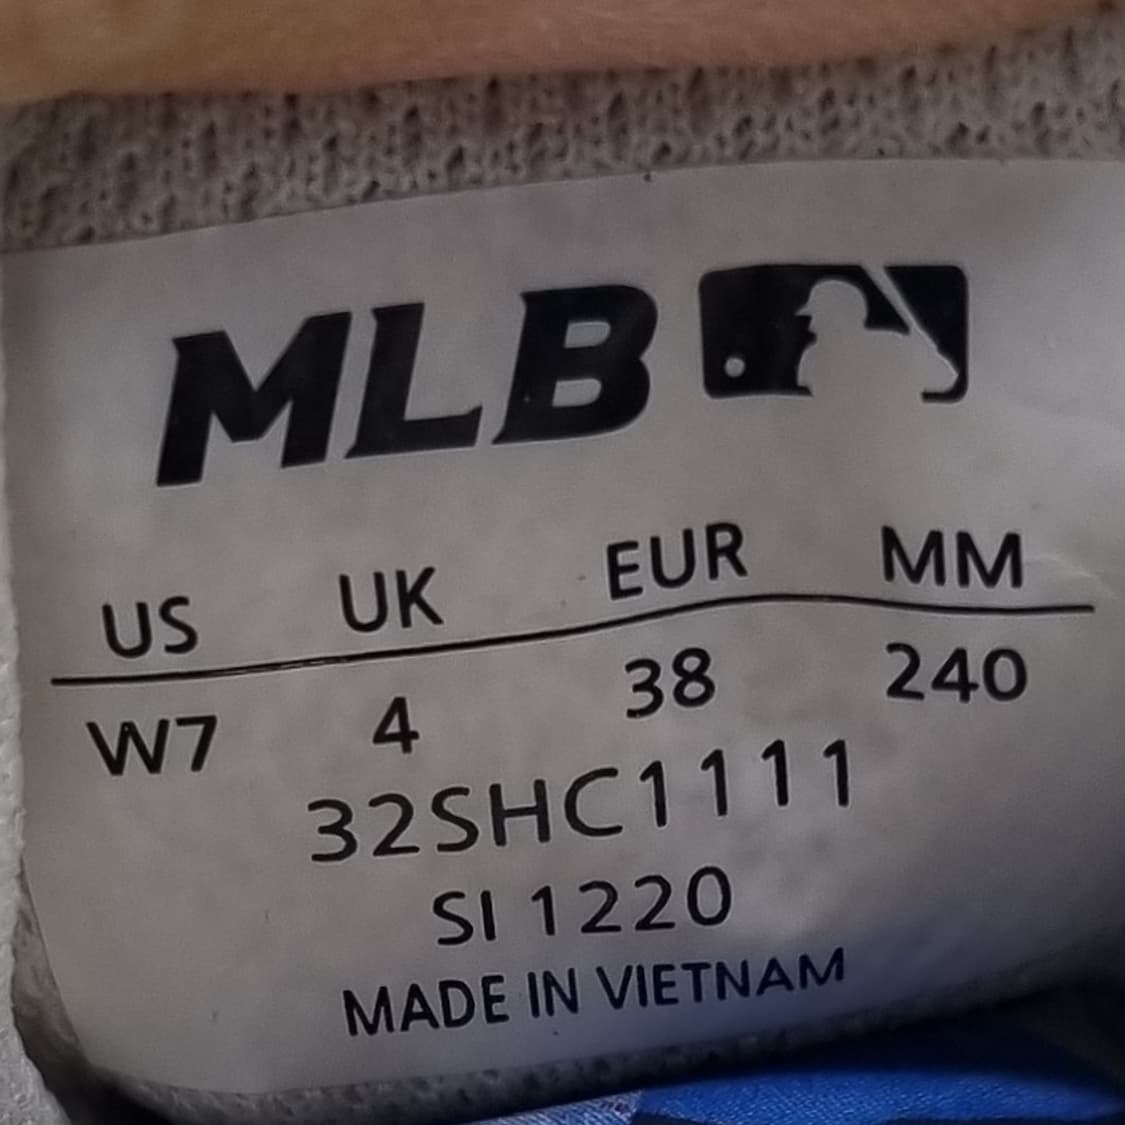 MLB
US UK EUR MM
W7 4 38 240
32SHC1111
SI 1220
MADE IN VIETNAM